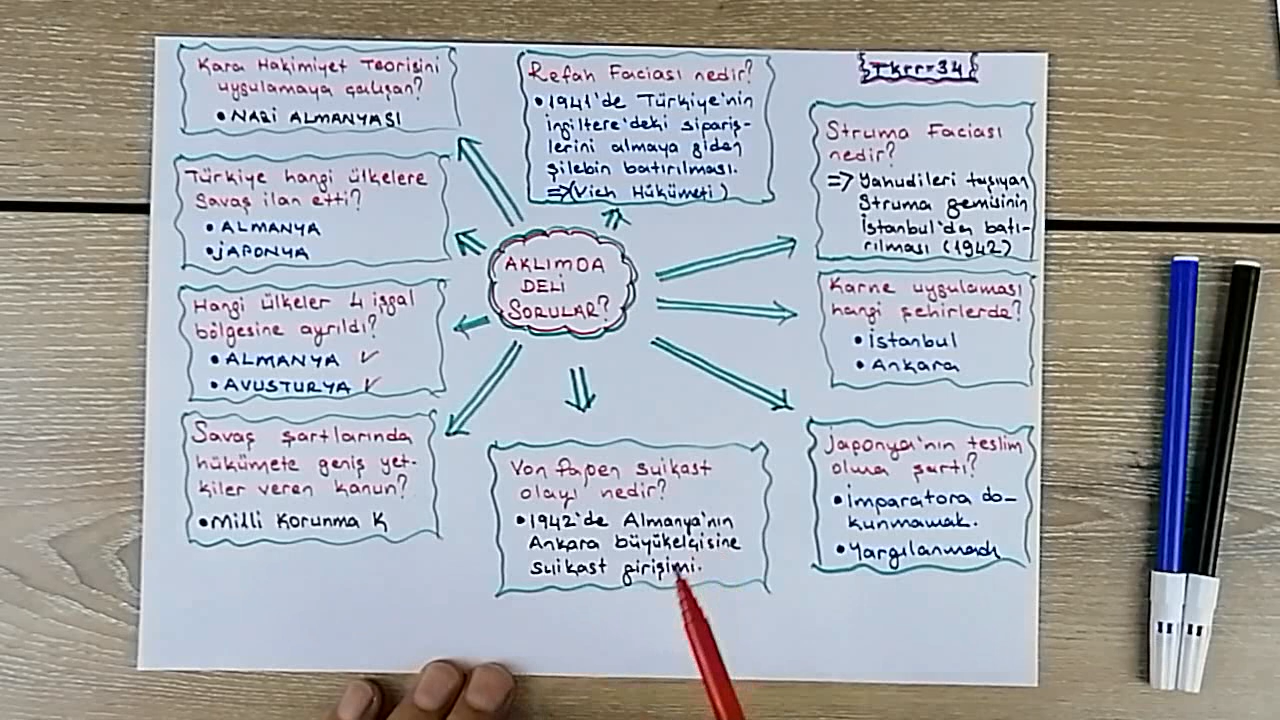 Kara Hakimiyet Teorisini
uygulamaya çalışan?
• NAZİ ALMANYASI
Türkiye hangi ülkelere
savaş ilan etti?
• ALMANYA
• JAPONYA
Hangi ülkeler 4 işgal
bölgesine ayrıldı?
• ALMANYA ✓
• AVUSTURYA ✓
Savaş şartlarında
hükümete geniş yet-
kiler veren kanun?
• Milli Korunma K
Refah Faciası nedir?
• 1941'de Türkiye'nin
İngiltere'deki sipariş-
lerini almaya giden
şilebin batırılması.
=> (Vichi Hükümeti)
AKLIMDA
DELİ
SORULAR?
Von Papen suikast
olayı nedir?
• 1942'de Almanya'nın
Ankara büyükelçisine
suikast girişimi.
Tkrr=34
Struma Faciası
nedir?
=> Yahudileri taşıyan
Struma gemisinin
İstanbul'da batı-
rılması (1942)
Karne uygulaması
hangi şehirlerde?
• İstanbul
• Ankara
Japonya'nın teslim
olma şartı?
• İmparatora do-
kunmamak.
• Yargılanmadı